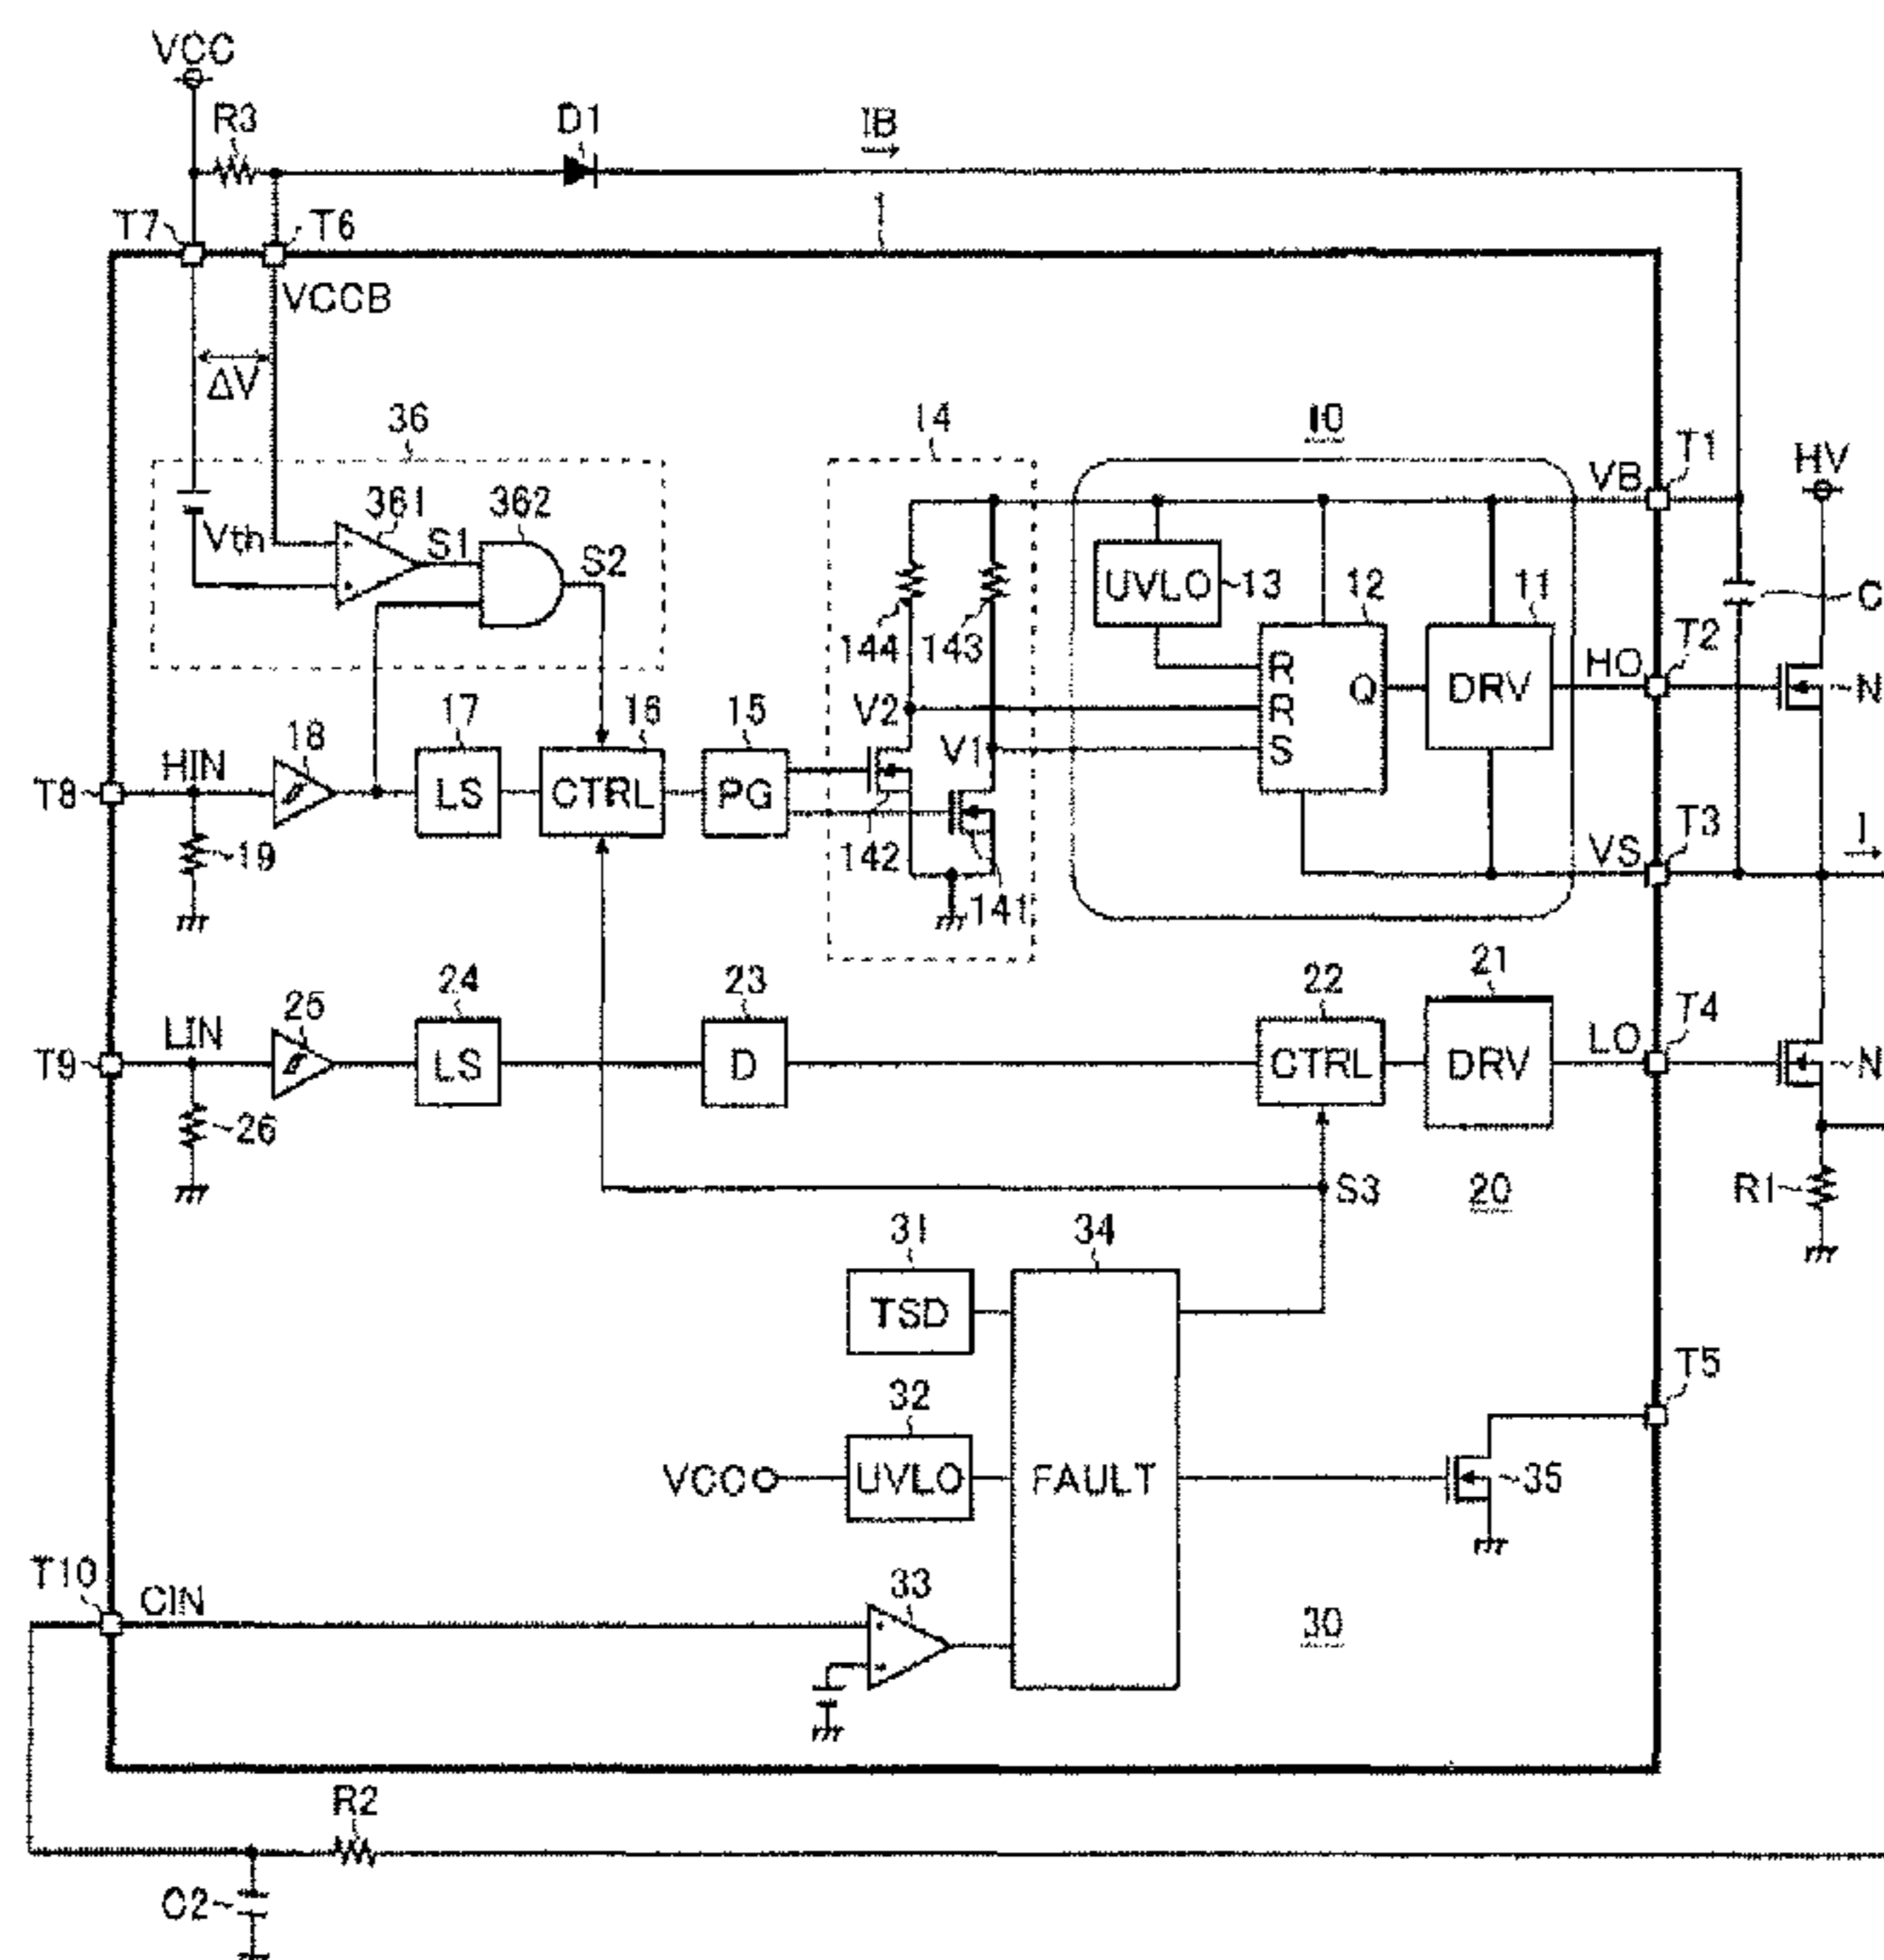 VCC
R3
D1
IB
T7
T6
1
VCCB
ΔV
36
14
10
T1
VB
HV
361
362
Vth
S1
S2
UVLO
13
12
11
C
144
143
R
R
S
Q
DRV
HO
T2
N
V2
V1
18
17
16
15
T8
HIN
LS
CTRL
PG
19
142
141
VS
T3
I
25
24
23
22
21
T9
LIN
LS
D
CTRL
DRV
LO
T4
N
26
S3
20
R1
31
34
TSD
T5
32
VCC
UVLO
FAULT
35
T10
CIN
33
30
R2
C2